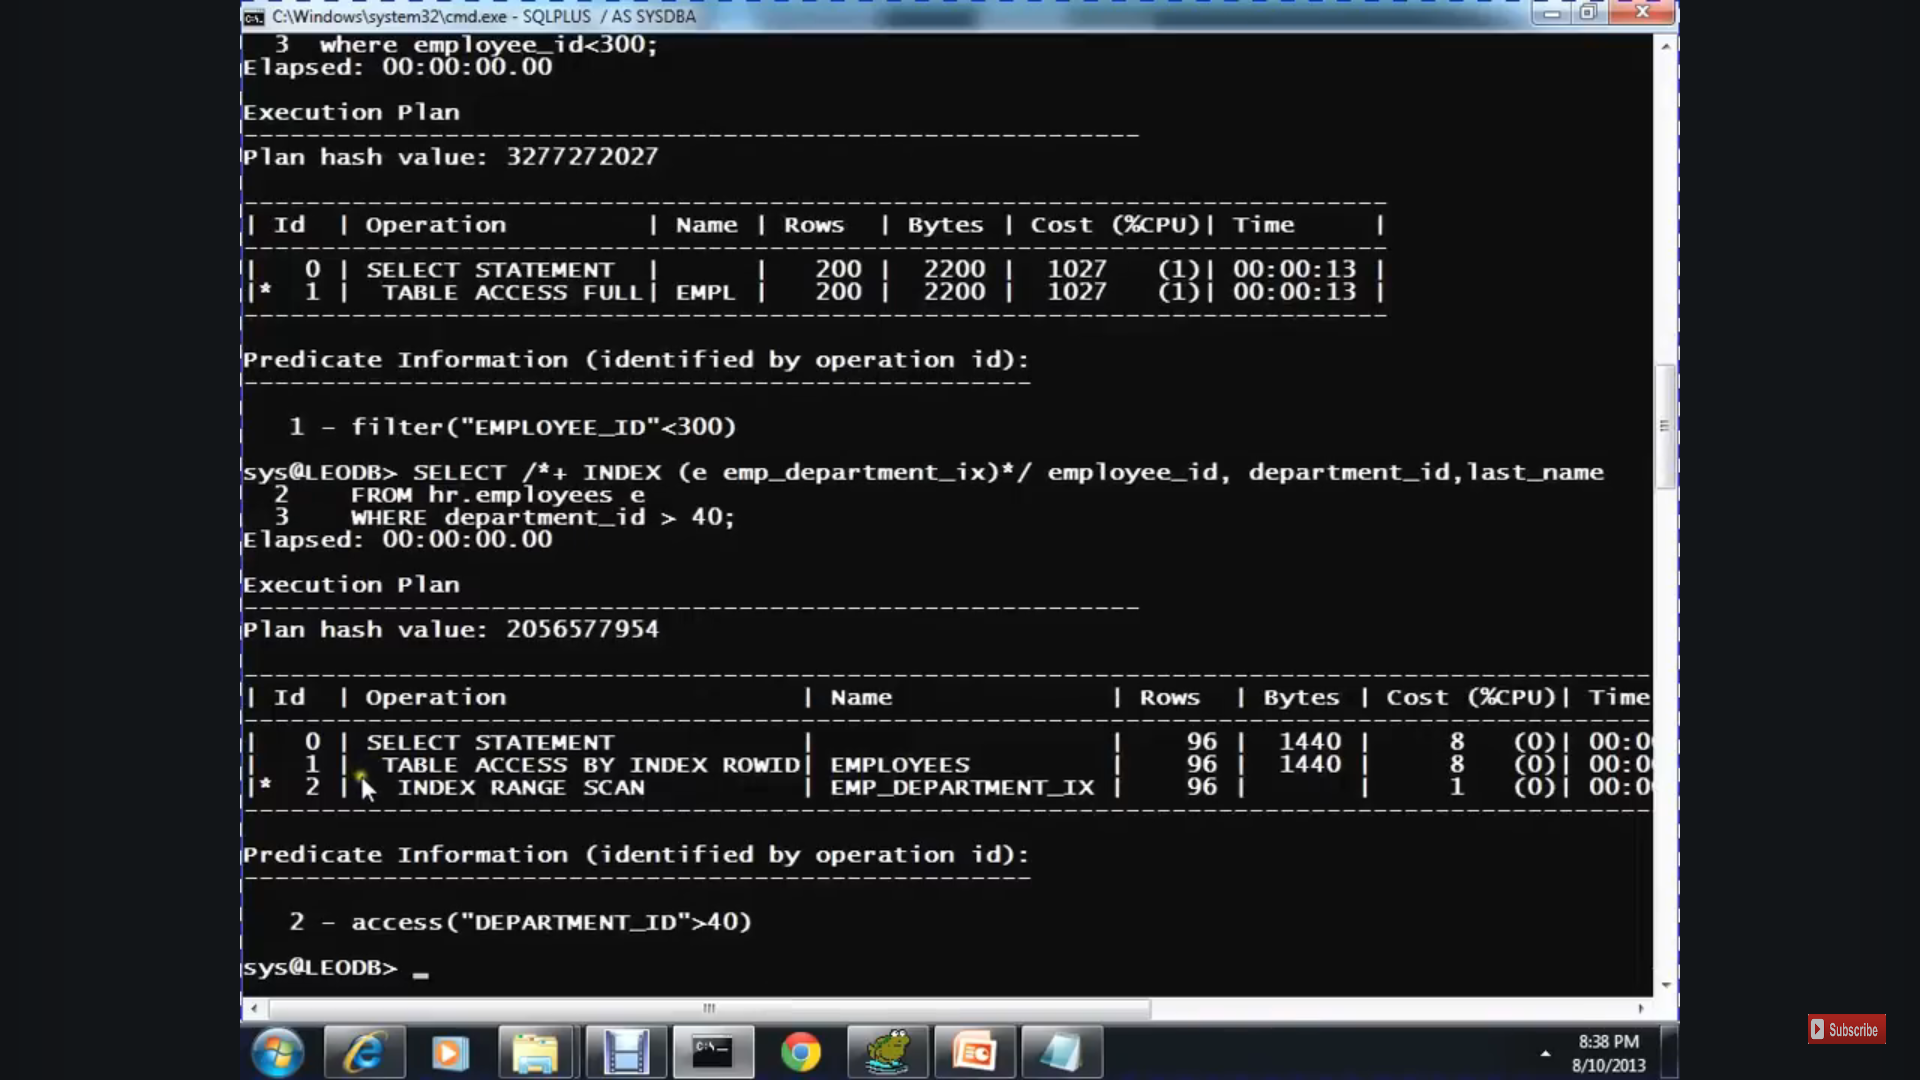 C:\Windows\system32\cmd.exe - SQLPLUS / AS SYSDBA
3 where employee_id<300;
Elapsed: 00:00:00.00
Execution Plan
----------------------------------------------------------
Plan hash value: 3277272027
--------------------------------------------------------------------------
| Id | Operation | Name | Rows | Bytes | Cost (%CPU)| Time |
--------------------------------------------------------------------------
| 0 | SELECT STATEMENT | | 200 | 2200 | 1027 (1)| 00:00:13 |
|* 1 | TABLE ACCESS FULL| EMPL | 200 | 2200 | 1027 (1)| 00:00:13 |
--------------------------------------------------------------------------
Predicate Information (identified by operation id):
---------------------------------------------------
1 - filter("EMPLOYEE_ID"<300)
sys@LEODB> SELECT /*+ INDEX (e emp_department_ix)*/ employee_id, department_id,last_name
2 FROM hr.employees e
3 WHERE department_id > 40;
Elapsed: 00:00:00.00
Execution Plan
----------------------------------------------------------
Plan hash value: 2056577954
-------------------------------------------------------------------------------------------
| Id | Operation | Name | Rows | Bytes | Cost (%CPU)| Time
-------------------------------------------------------------------------------------------
| 0 | SELECT STATEMENT | | 96 | 1440 | 8 (0)| 00:0
| 1 | TABLE ACCESS BY INDEX ROWID| EMPLOYEES | 96 | 1440 | 8 (0)| 00:0
|* 2 | INDEX RANGE SCAN | EMP_DEPARTMENT_IX | 96 | | 1 (0)| 00:0
-------------------------------------------------------------------------------------------
Predicate Information (identified by operation id):
---------------------------------------------------
2 - access("DEPARTMENT_ID">40)
sys@LEODB> _
C:\
8:38 PM
8/10/2013
Subscribe